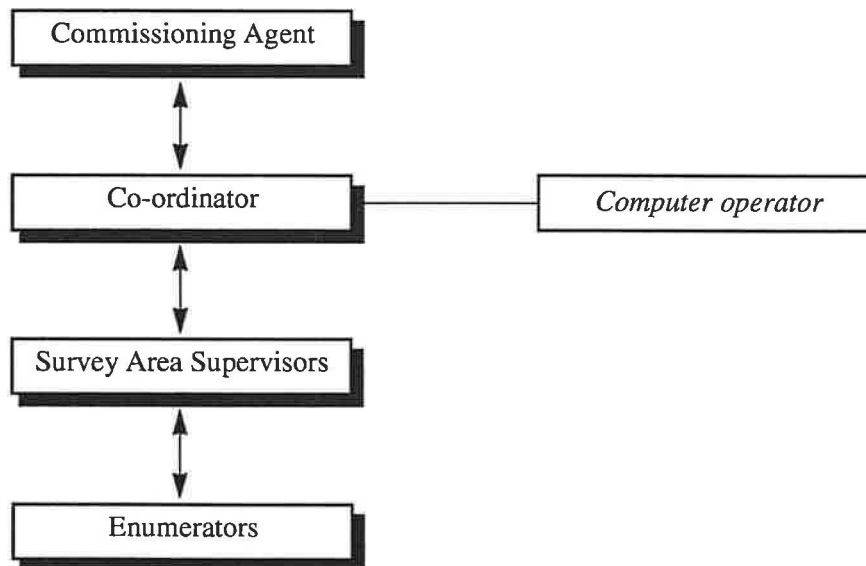 Commissioning Agent
Co-ordinator
Computer operator
Survey Area Supervisors
Enumerators